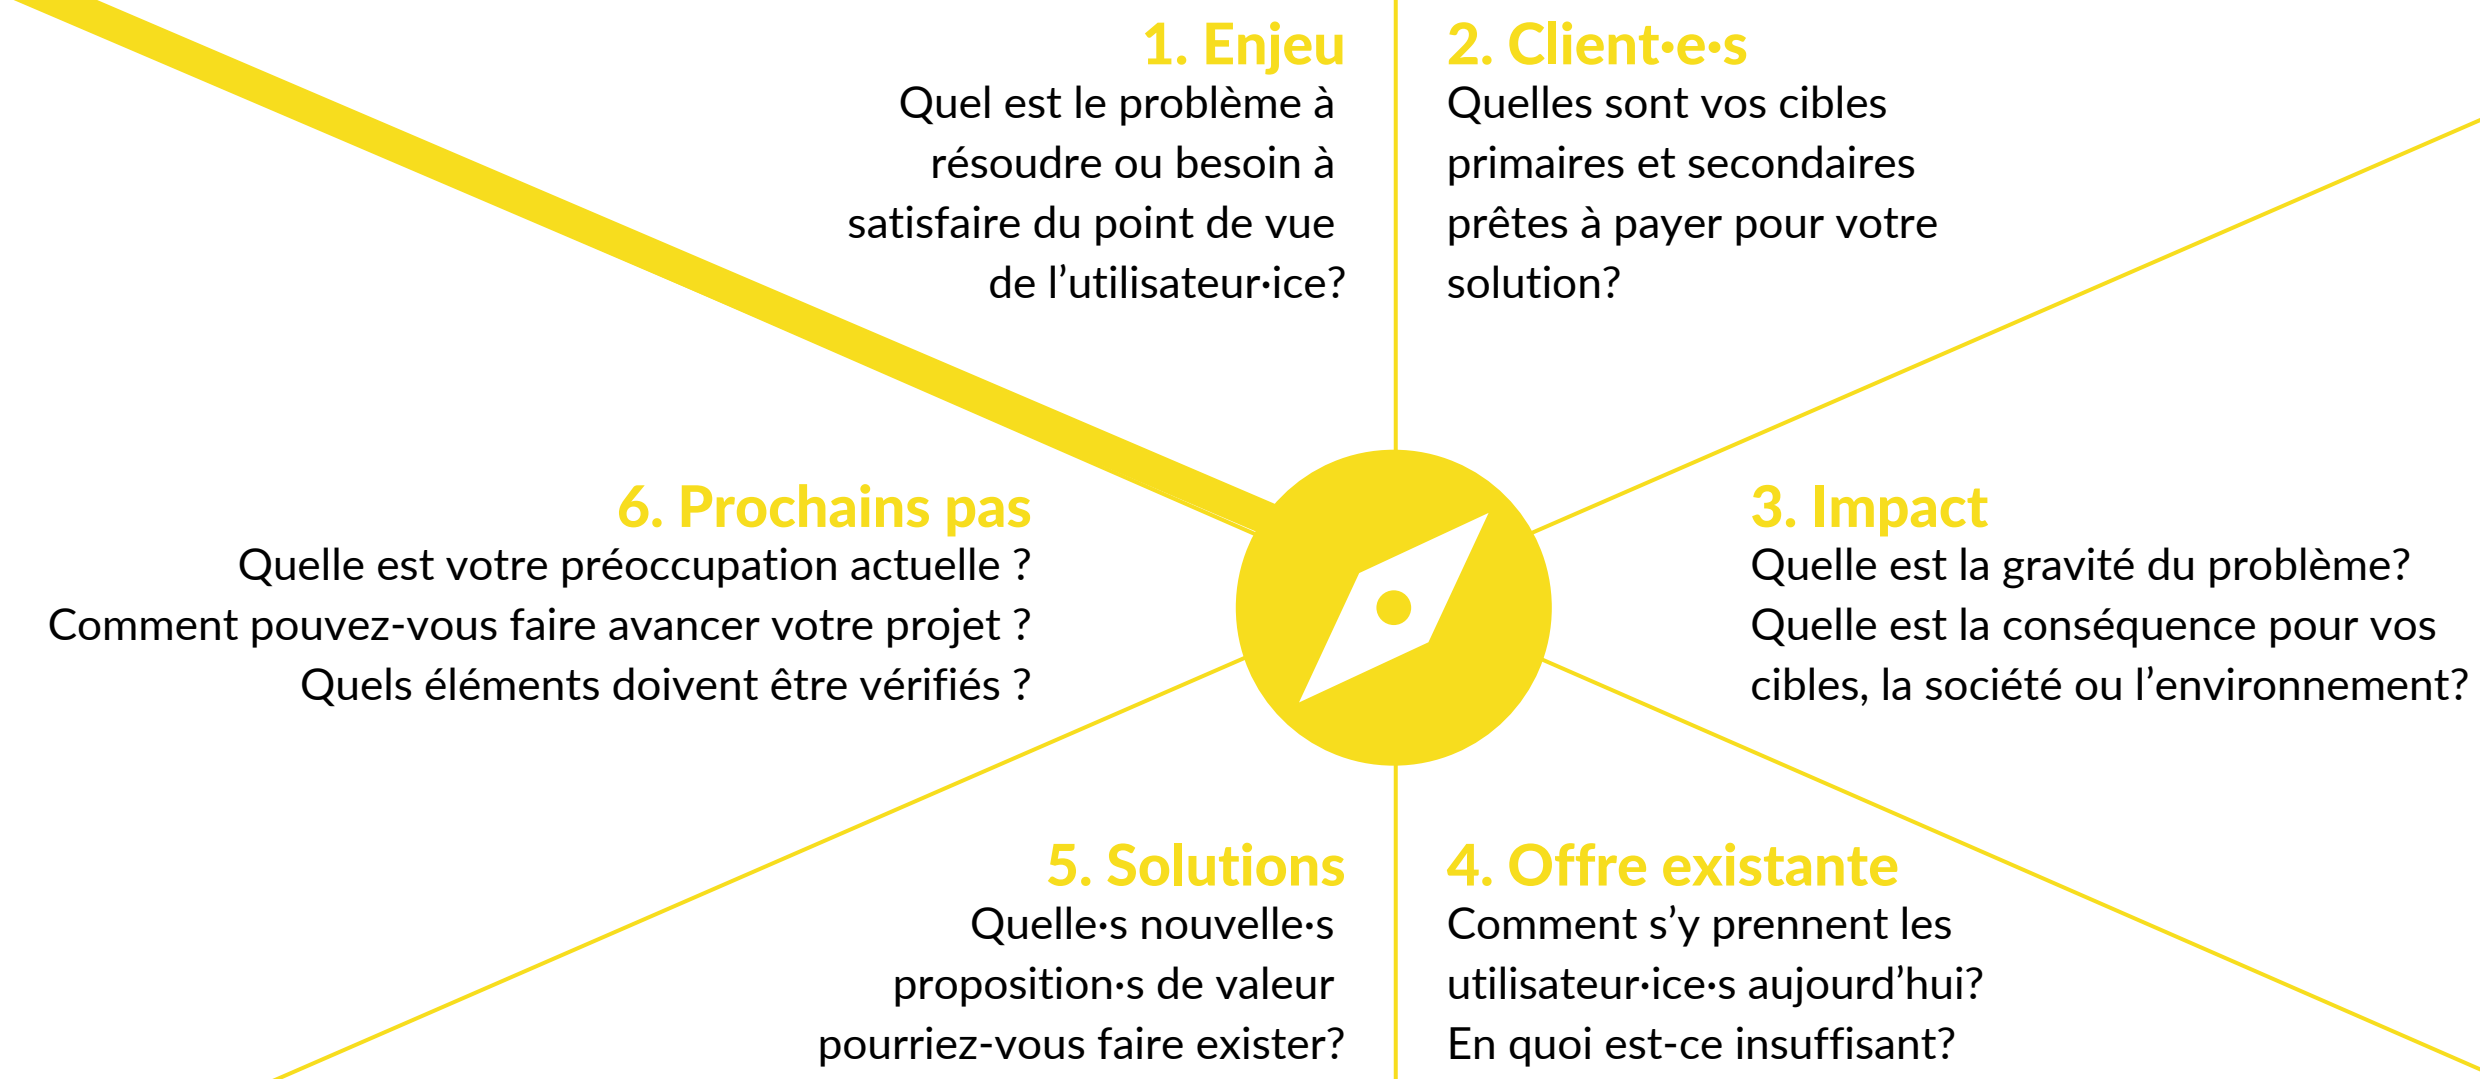 1. Enjeu
Quel est le problème à
résoudre ou besoin à
satisfaire du point de vue
de l’utilisateur·ice?
2. Client·e·s
Quelles sont vos cibles
primaires et secondaires
prêtes à payer pour votre
solution?
3. Impact
Quelle est la gravité du problème?
Quelle est la conséquence pour vos
cibles, la société ou l’environnement?
4. Offre existante
Comment s’y prennent les
utilisateur·ice·s aujourd’hui?
En quoi est-ce insuffisant?
5. Solutions
Quelle·s nouvelle·s
proposition·s de valeur
pourriez-vous faire exister?
6. Prochains pas
Quelle est votre préoccupation actuelle ?
Comment pouvez-vous faire avancer votre projet ?
Quels éléments doivent être vérifiés ?